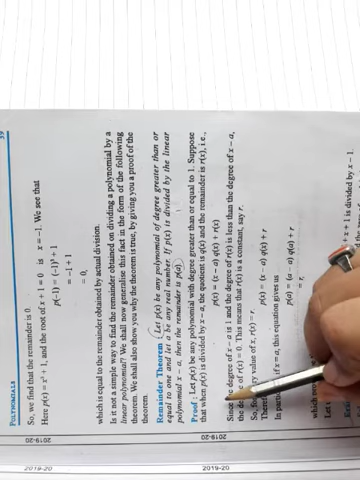 POLYNOMIALS
39
So, we find that the remainder is 0.
Here p(x) = x³ + 1, and the root of x + 1 = 0 is x = –1. We see that
p(–1) = (–1)³ + 1
= –1 + 1
= 0,
which is equal to the remainder obtained by actual division.
Is it not a simple way to find the remainder obtained on dividing a polynomial by a
linear polynomial? We shall now generalise this fact in the form of the following
theorem. We shall also show you why the theorem is true, by giving you a proof of the
theorem.
Remainder Theorem : Let p(x) be any polynomial of degree greater than or
equal to one and let a be any real number. If p(x) is divided by the linear
polynomial x – a, then the remainder is p(a).
Proof : Let p(x) be any polynomial with degree greater than or equal to 1. Suppose
that when p(x) is divided by x – a, the quotient is q(x) and the remainder is r(x), i.e.,
p(x) = (x – a) q(x) + r(x)
Since the degree of x – a is 1 and the degree of r(x) is less than the degree of x – a,
the degree of r(x) = 0. This means that r(x) is a constant, say r.
So, for every value of x, r(x) = r.
p(x) = (x – a) q(x) + r
In particular, if x = a, this equation gives us
p(a) = (a – a) q(a) + r
= r,
which
Let
x + 1 is divided by x – 1.
2019-20
2019-20
2019-20
2019-20